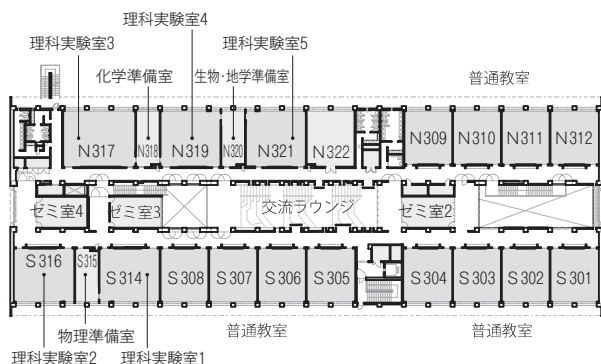 理科実験室4
理科実験室3
理科実験室5
化学準備室
生物・地学準備室
普通教室
N317
N318
N319
N320
N321
N322
N309
N310
N311
N312
ゼミ室4
ゼミ室3
交流ラウンジ
ゼミ室2
S316
S315
S314
S308
S307
S306
S305
S304
S303
S302
S301
物理準備室
普通教室
普通教室
理科実験室2
理科実験室1